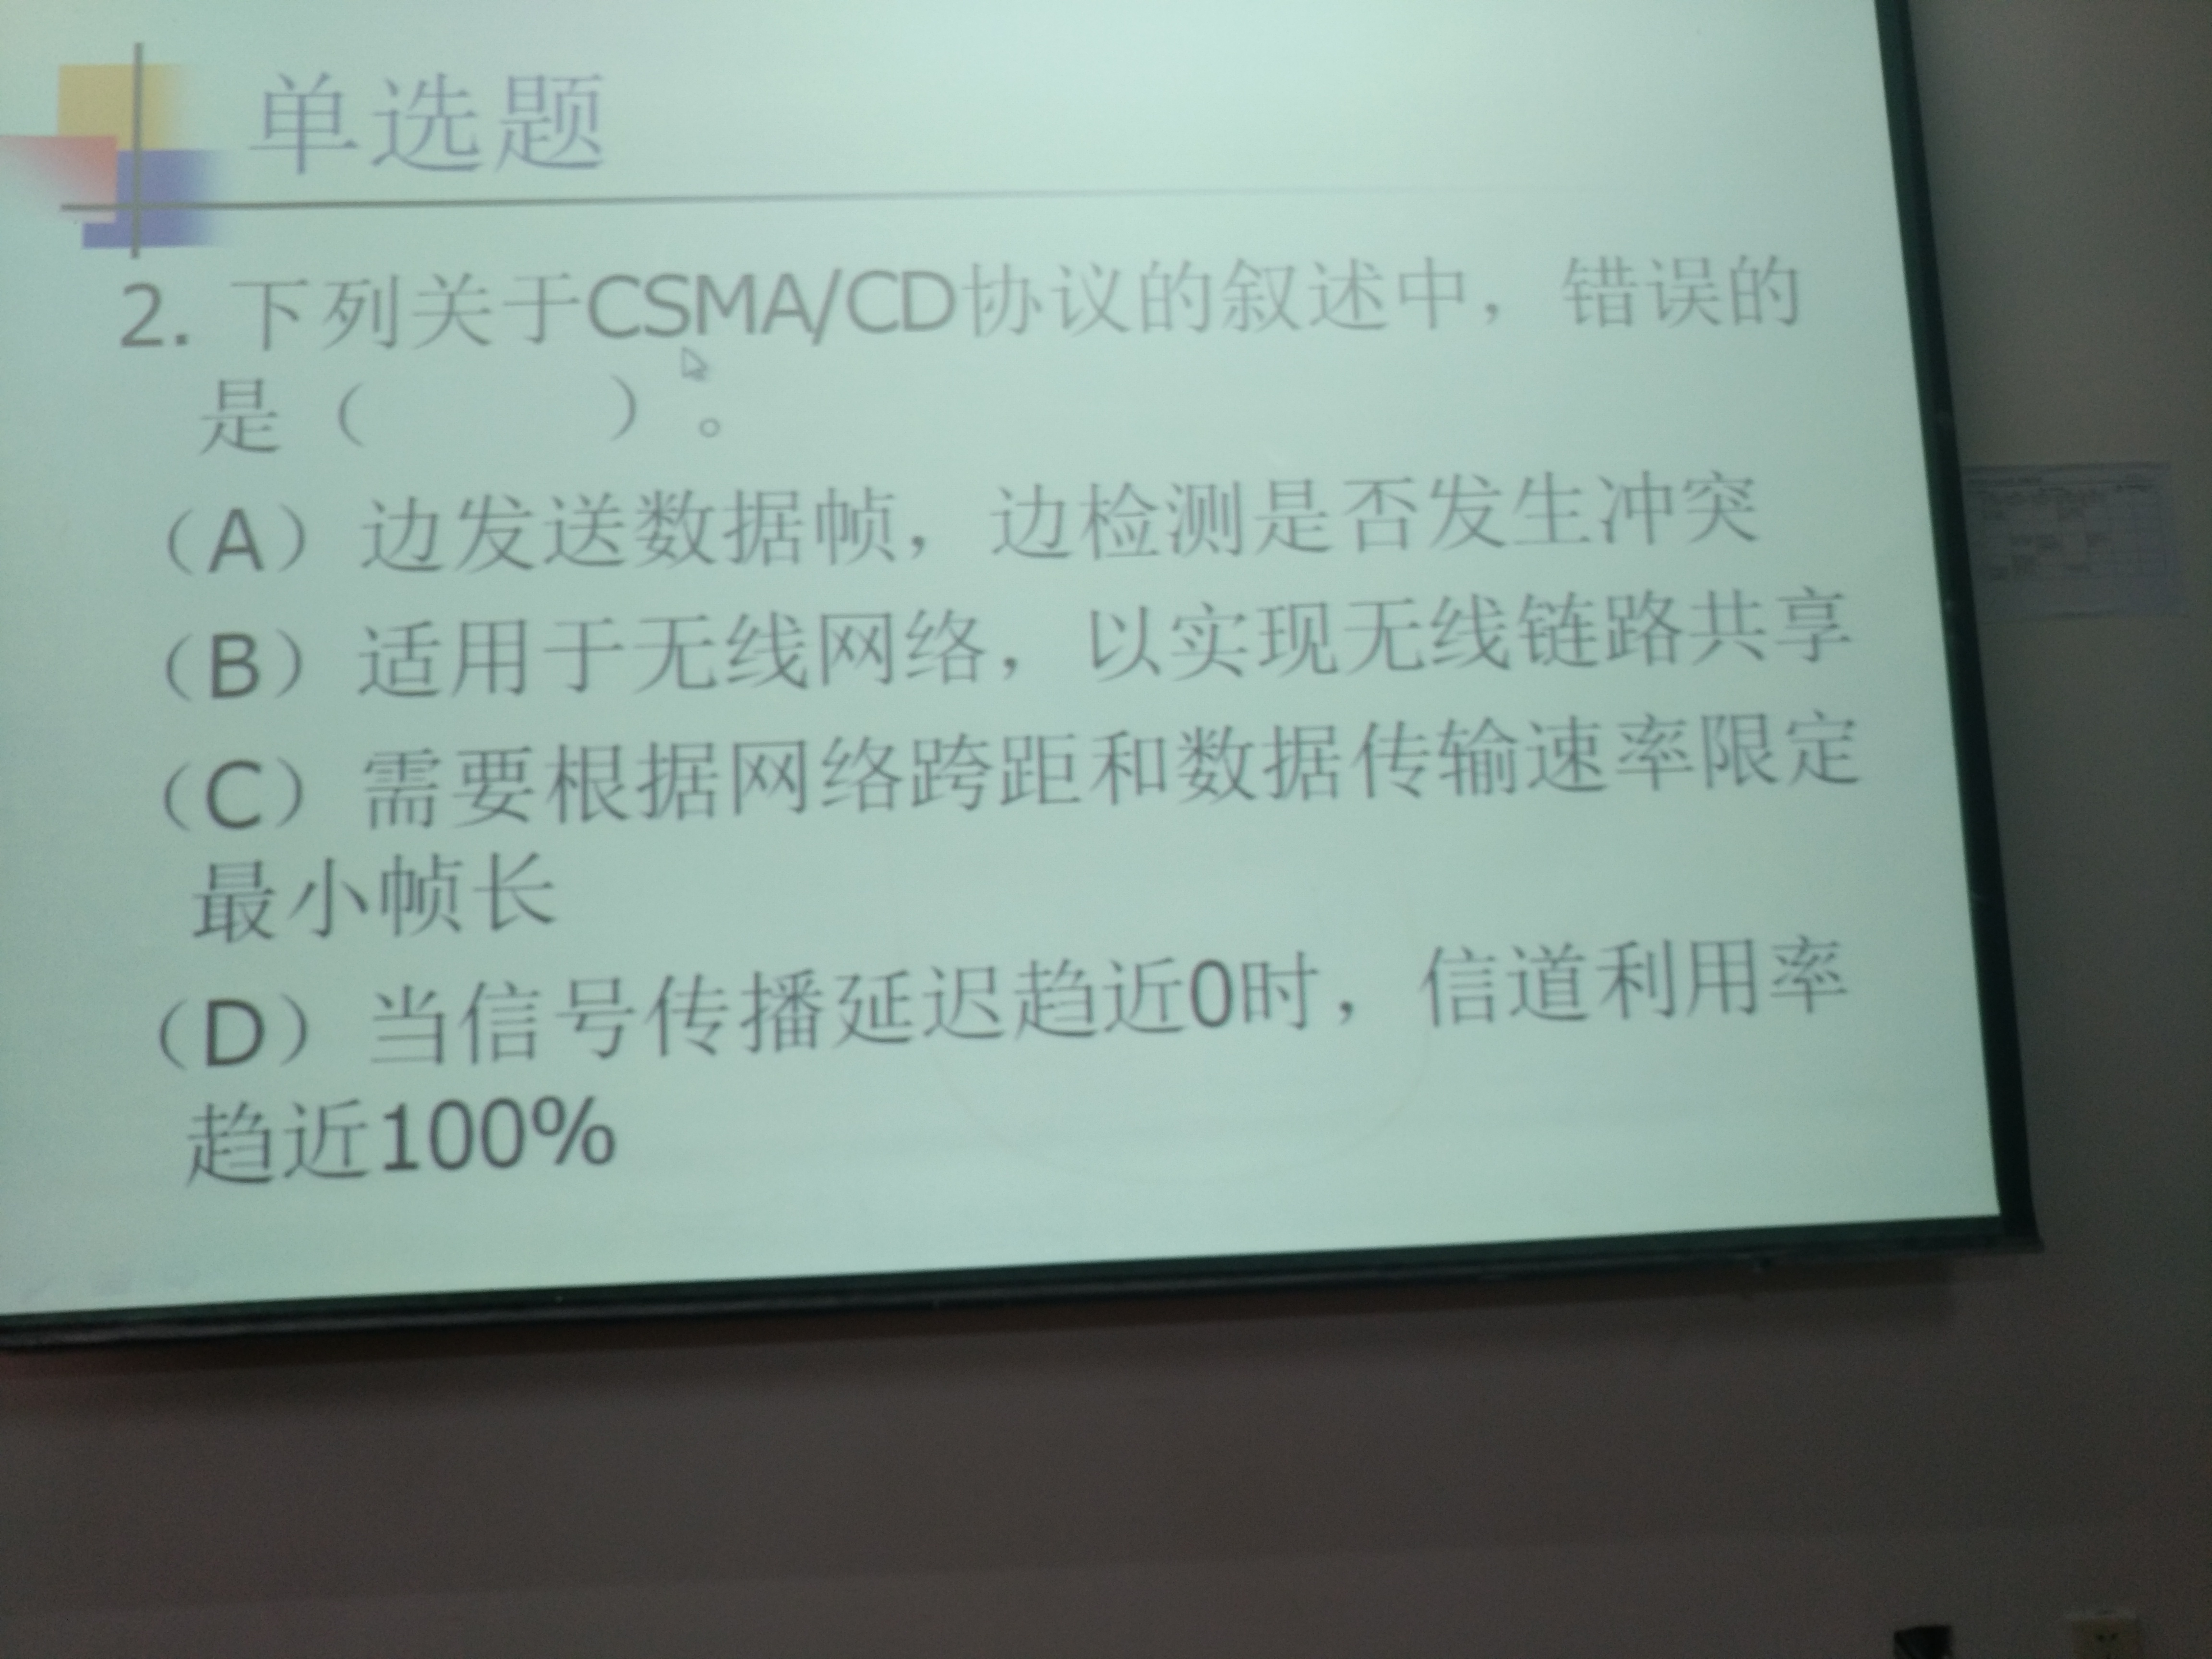 单选题
2. 下列关于CSMA/CD协议的叙述中，错误的
是（ ）。
（A）边发送数据帧，边检测是否发生冲突
（B）适用于无线网络，以实现无线链路共享
（C）需要根据网络跨距和数据传输速率限定
最小帧长
（D）当信号传播延迟趋近0时，信道利用率
趋近100%